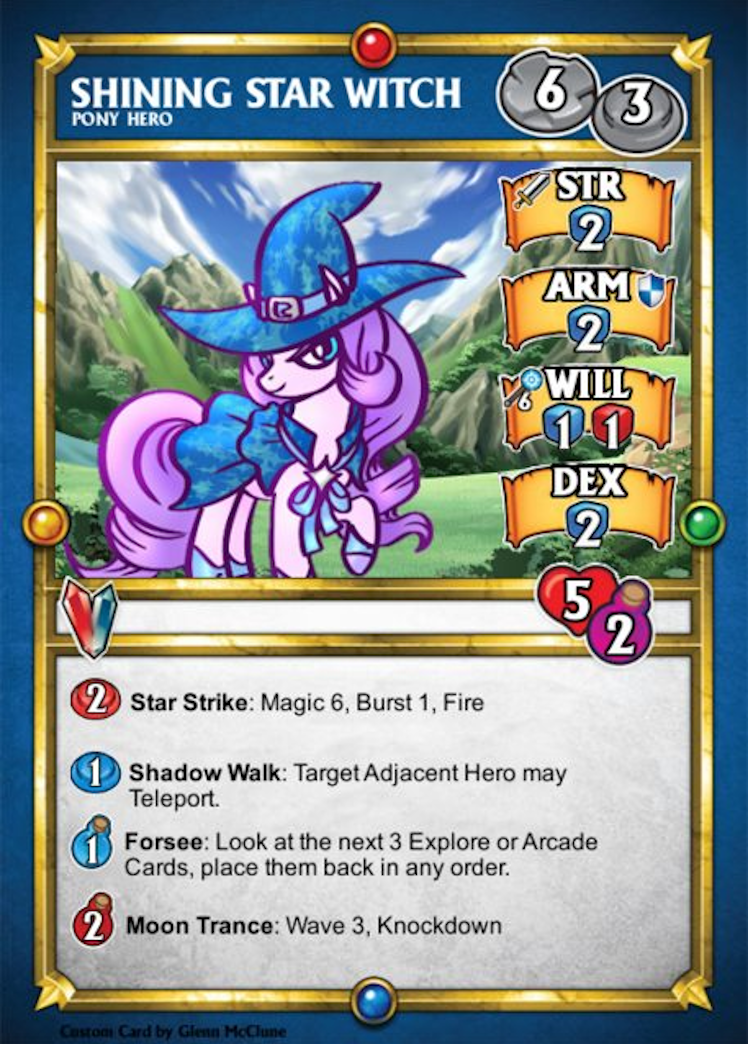 SHINING STAR WITCH
PONY HERO
6
3
STR
2
ARM
2
WILL
6
1 1
DEX
2
5
2
2 Star Strike: Magic 6, Burst 1, Fire
1 Shadow Walk: Target Adjacent Hero may
Teleport.
1 Forsee: Look at the next 3 Explore or Arcade
Cards, place them back in any order.
2 Moon Trance: Wave 3, Knockdown
Custom Card by Glenn McClune